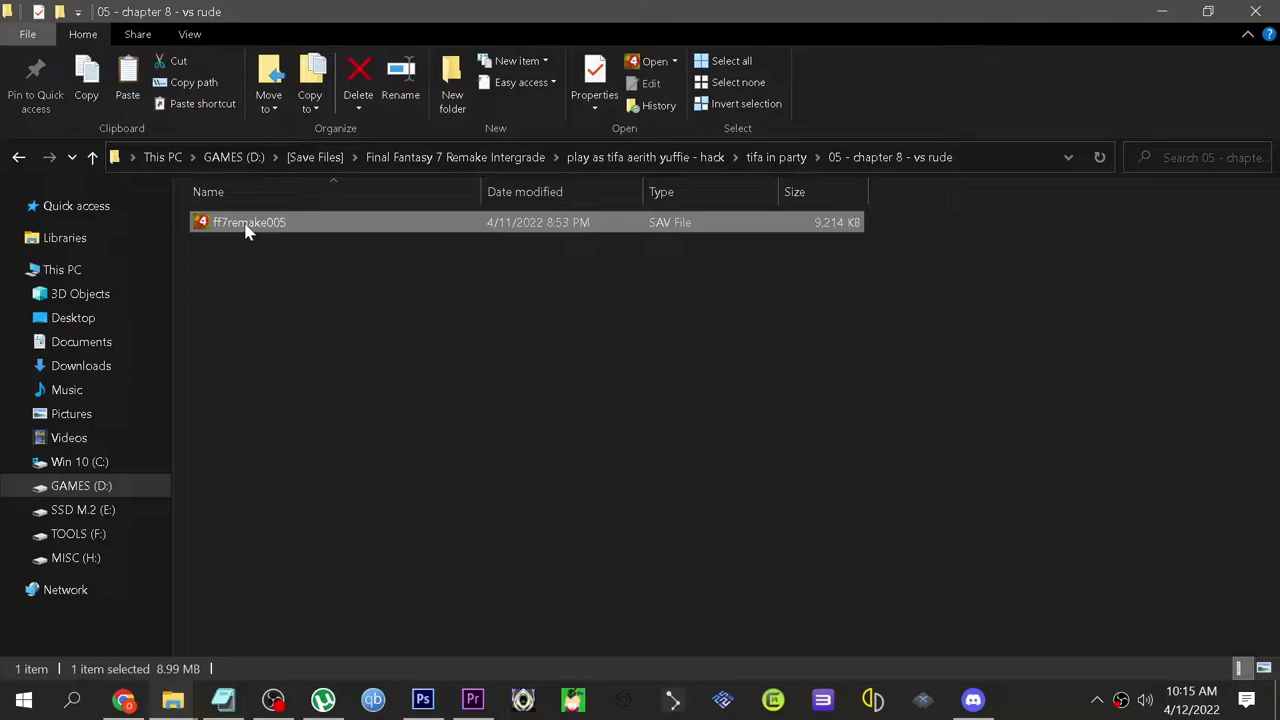 05 - chapter 8 - vs rude
File
Home
Share
View
Pin to Quick access
Copy
Paste
Cut
Copy path
Paste shortcut
Clipboard
Move to
Copy to
Delete
Rename
Organize
New folder
New item
Easy access
New
Properties
Open
Edit
History
Open
Select all
Select none
Invert selection
Select
This PC > GAMES (D:) > [Save Files] > Final Fantasy 7 Remake Intergrade > play as tifa aerith yuffie - hack > tifa in party > 05 - chapter 8 - vs rude
Search 05 - chapte...
Name
Date modified
Type
Size
ff7remake005
4/11/2022 8:53 PM
SAV File
9,214 KB
Quick access
Libraries
This PC
3D Objects
Desktop
Documents
Downloads
Music
Pictures
Videos
Win 10 (C:)
GAMES (D:)
SSD M.2 (E:)
TOOLS (F:)
MISC (H:)
Network
1 item
1 item selected 8.99 MB
qb
Ps
Pr
10:15 AM
4/12/2022